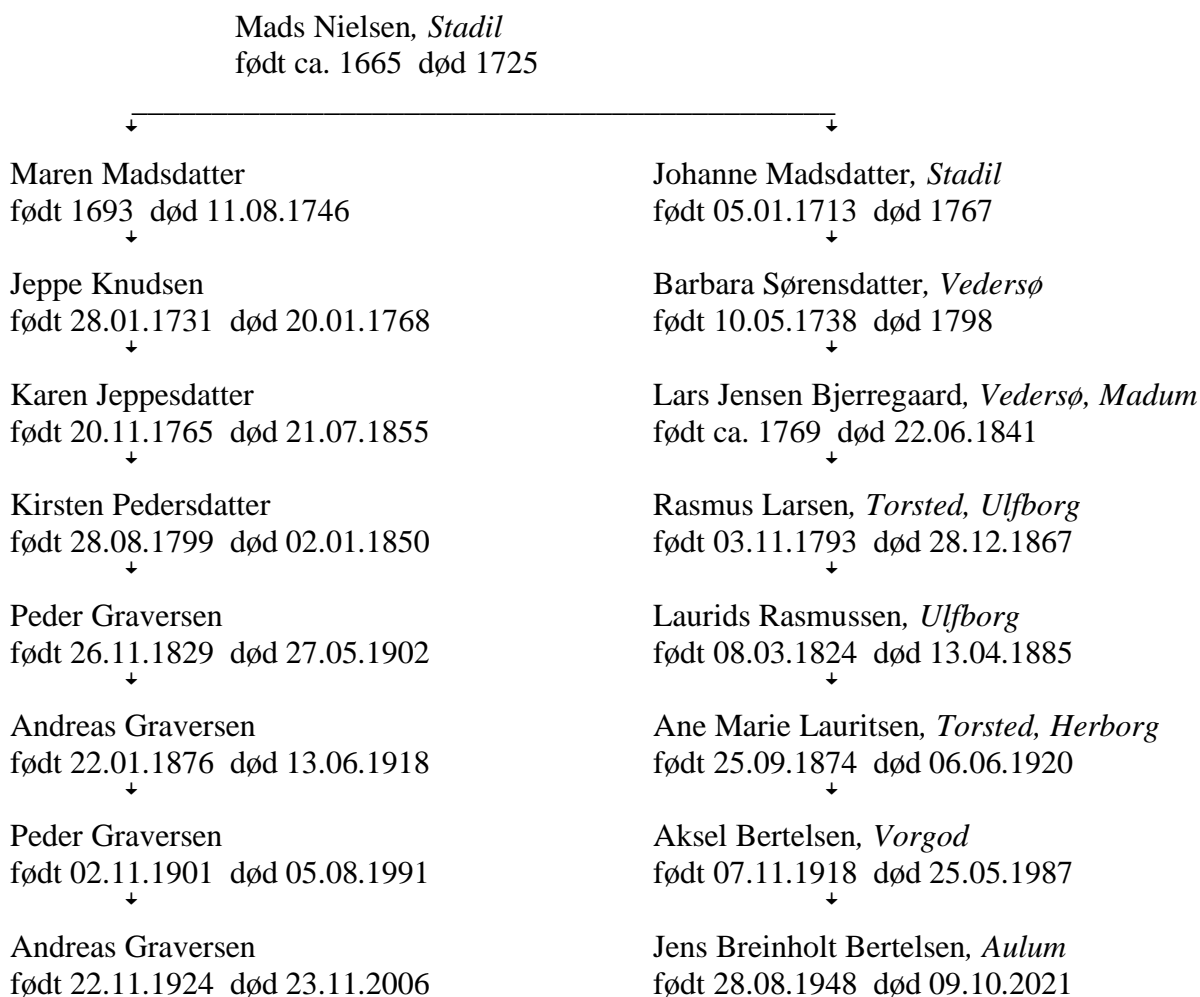 Mads Nielsen, Stadil
født ca. 1665  død 1725
Maren Madsdatter
født 1693  død 11.08.1746
Johanne Madsdatter, Stadil
født 05.01.1713  død 1767
Jeppe Knudsen
født 28.01.1731  død 20.01.1768
Barbara Sørensdatter, Vedersø
født 10.05.1738  død 1798
Karen Jeppesdatter
født 20.11.1765  død 21.07.1855
Lars Jensen Bjerregaard, Vedersø, Madum
født ca. 1769  død 22.06.1841
Kirsten Pedersdatter
født 28.08.1799  død 02.01.1850
Rasmus Larsen, Torsted, Ulfborg
født 03.11.1793  død 28.12.1867
Peder Graversen
født 26.11.1829  død 27.05.1902
Laurids Rasmussen, Ulfborg
født 08.03.1824  død 13.04.1885
Andreas Graversen
født 22.01.1876  død 13.06.1918
Ane Marie Lauritsen, Torsted, Herborg
født 25.09.1874  død 06.06.1920
Peder Graversen
født 02.11.1901  død 05.08.1991
Aksel Bertelsen, Vorgod
født 07.11.1918  død 25.05.1987
Andreas Graversen
født 22.11.1924  død 23.11.2006
Jens Breinholt Bertelsen, Aulum
født 28.08.1948  død 09.10.2021